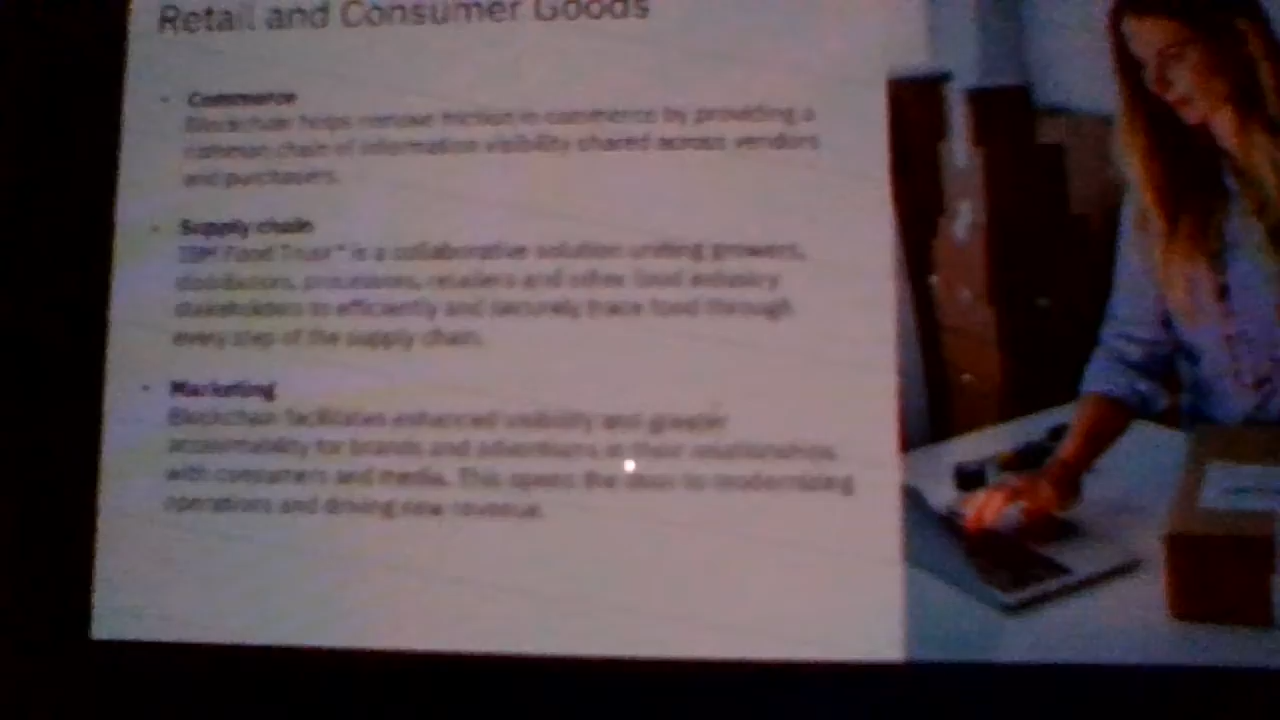 Retail and Consumer Goods
Commerce
Blockchain helps remove friction in commerce by providing a
common chain of information visibility shared across vendors
and purchasers.
Supply chain
IBM Food Trust™ is a collaborative solution uniting growers,
distributors, processors, retailers and other food industry
stakeholders to efficiently and securely trace food through
every step of the supply chain.
Marketing
Blockchain facilitates enhanced visibility and greater
accountability for brands and advertisers in their relationships
with consumers and media. This opens the door to modernizing
operations and driving new revenue.